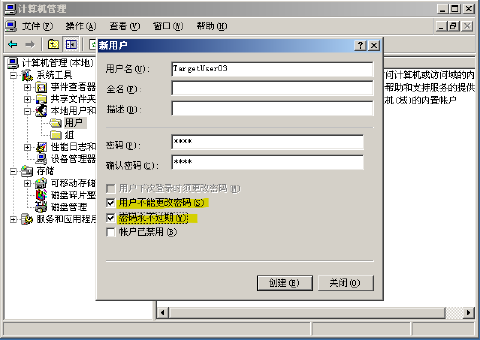 计算机管理
文件(F) 操作(A) 查看(V) 窗口(W) 帮助(H)
计算机管理(本地)
系统工具
事件查看器
共享文件夹
本地用户和
用户
组
性能日志和
设备管理器
存储
可移动存储
磁盘碎片整
磁盘管理
服务和应用程序
新用户
用户名(U): TargetUser03
全名(F):
描述(D):
密码(P): ****
确认密码(C): ****
用户下次登录时须更改密码(M)
用户不能更改密码(S)
密码永不过期(Y)
帐户已禁用(B)
创建(E) 关闭(O)
问计算机或访问域的内
帮助和支持服务的提供
机(域)的内置帐户